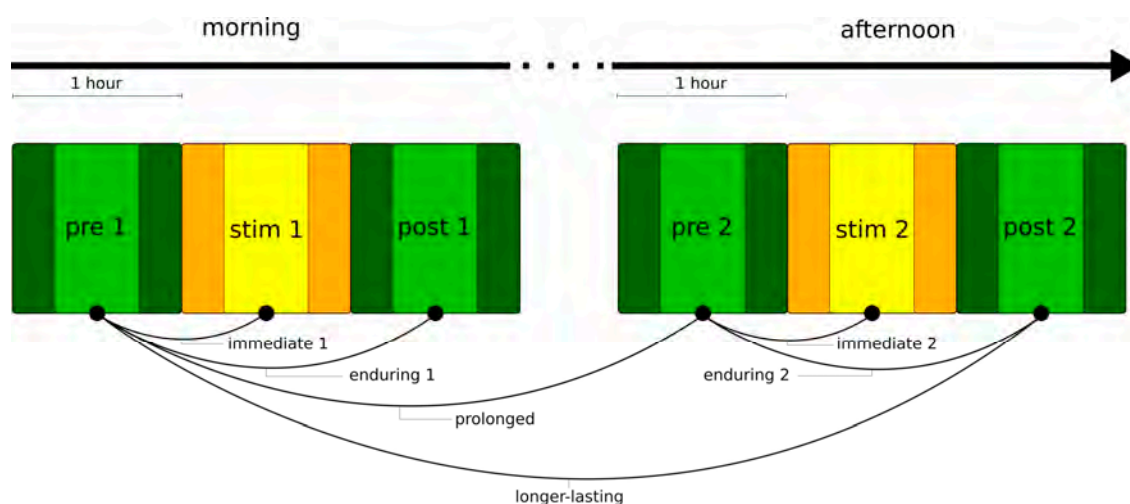 morning
afternoon
1 hour
1 hour
pre 1
stim 1
post 1
pre 2
stim 2
post 2
immediate 1
immediate 2
enduring 1
enduring 2
prolonged
longer-lasting